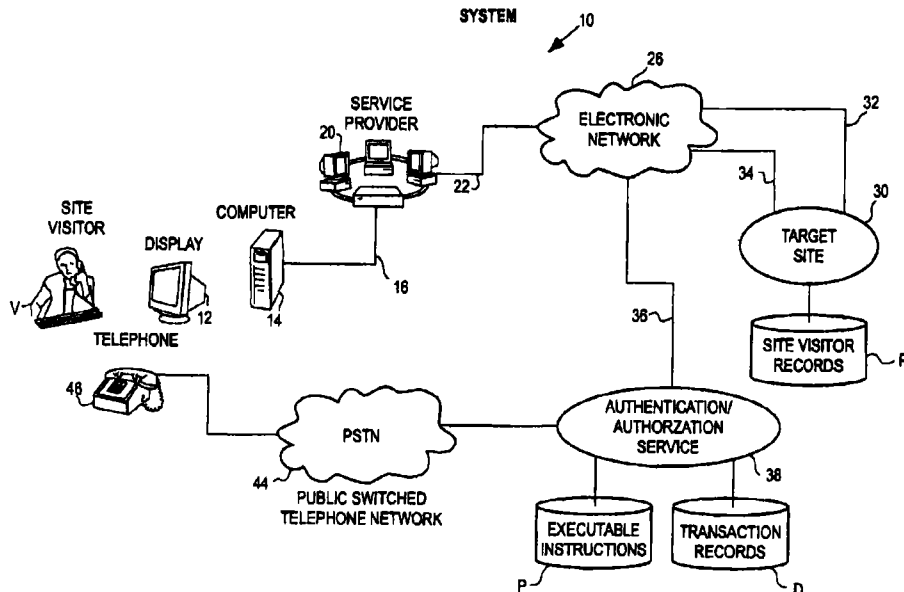 SYSTEM
10
26
SERVICE
PROVIDER
20
ELECTRONIC
NETWORK
32
22
34
30
SITE
VISITOR
COMPUTER
DISPLAY
TARGET
SITE
V
12
14
16
36
TELEPHONE
SITE VISITOR
RECORDS
R
46
PSTN
AUTHENTICATION/
AUTHORZATION
SERVICE
44
38
PUBLIC SWITCHED
TELEPHONE NETWORK
EXECUTABLE
INSTRUCTIONS
TRANSACTION
RECORDS
P
D